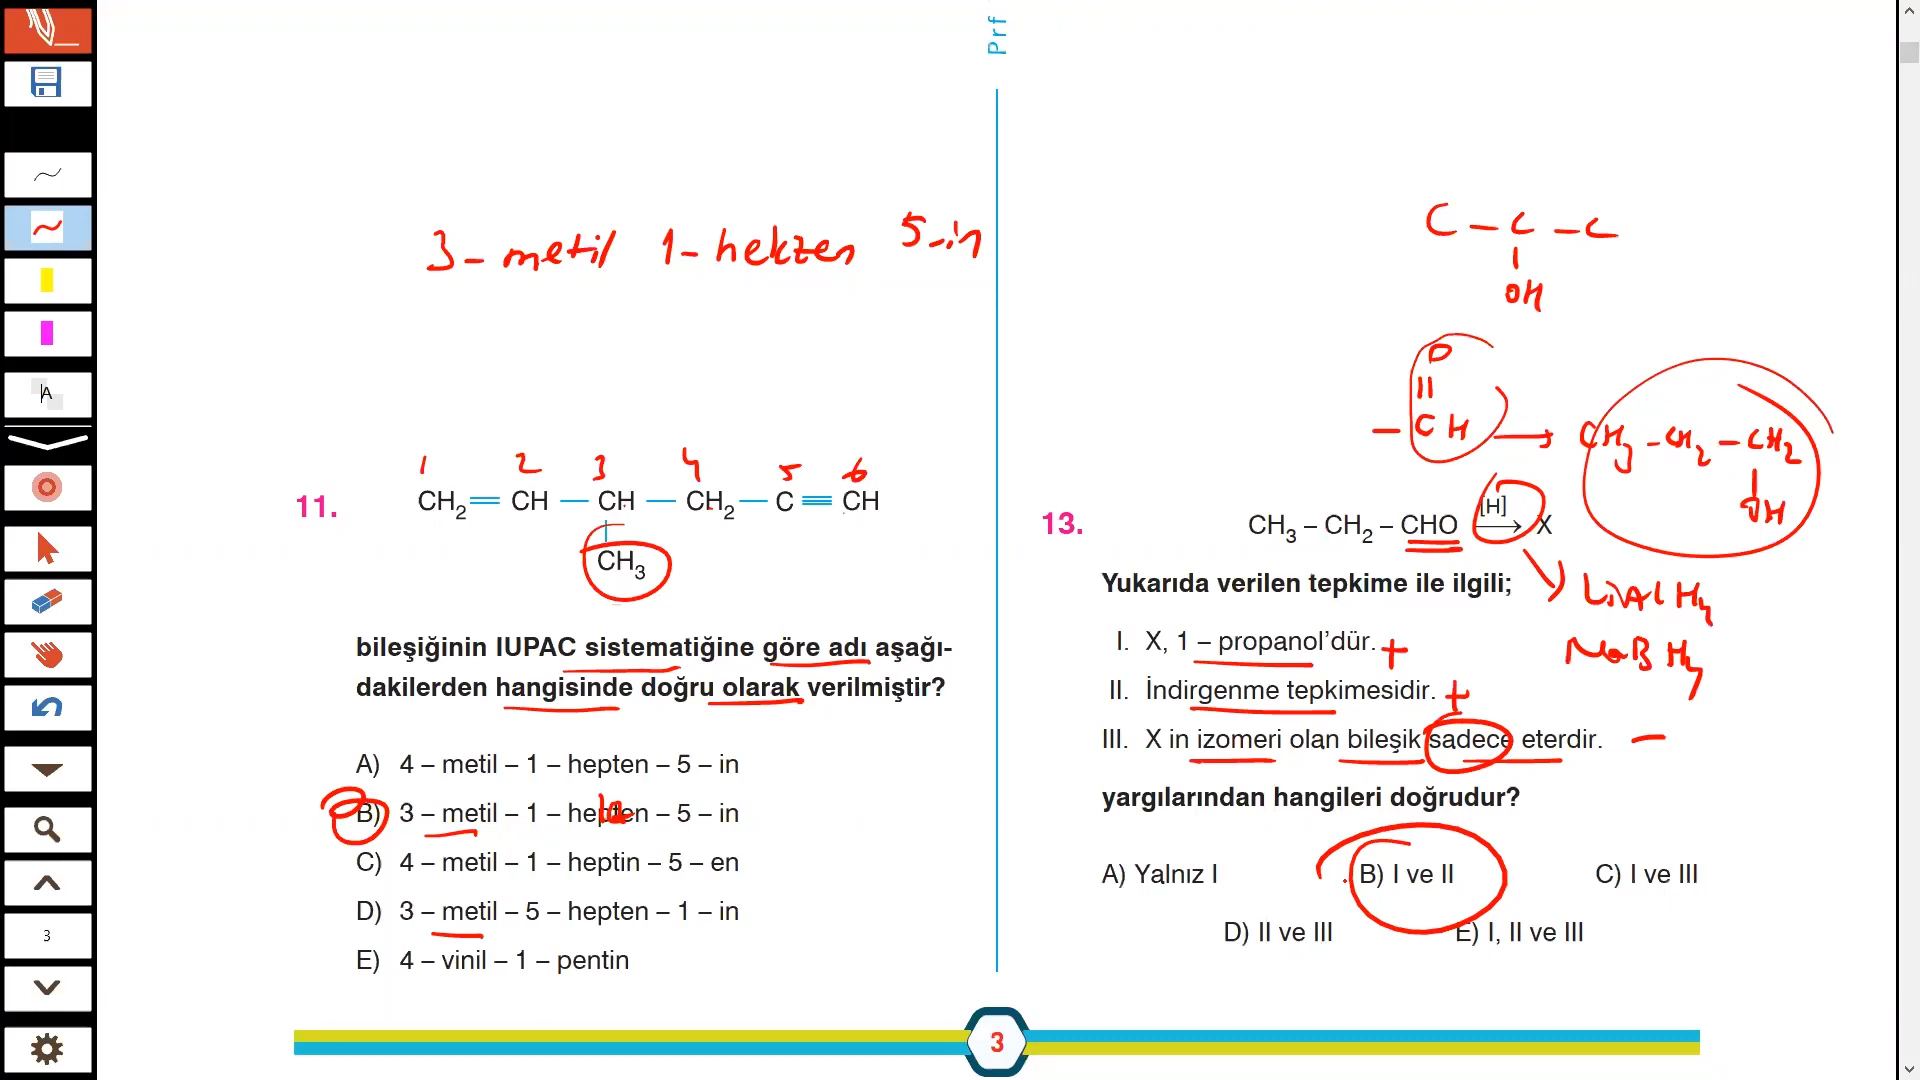 Prf
3 - metil 1 - hekzen 5-in
1 2 3 4 5 6
11. CH2 = CH — CH — CH2 — C ≡ CH
CH3
bileşiğinin IUPAC sistematiğine göre adı aşağı-
dakilerden hangisinde doğru olarak verilmiştir?
A) 4 – metil – 1 – hepten – 5 – in
B) 3 – metil – 1 – hepten – 5 – in
C) 4 – metil – 1 – heptin – 5 – en
D) 3 – metil – 5 – hepten – 1 – in
E) 4 – vinil – 1 – pentin
C - C - C
OH
O
- CH → CH3 - CH2 - CH2
OH
13. CH3 – CH2 – CHO [H] → X
LiAlH4
NaBH4
Yukarıda verilen tepkime ile ilgili;
I. X, 1 – propanol’dür. +
II. İndirgenme tepkimesidir. +
III. X in izomeri olan bileşik sadece eterdir. –
yargılarından hangileri doğrudur?
A) Yalnız I B) I ve II C) I ve III
D) II ve III E) I, II ve III
3
A
3